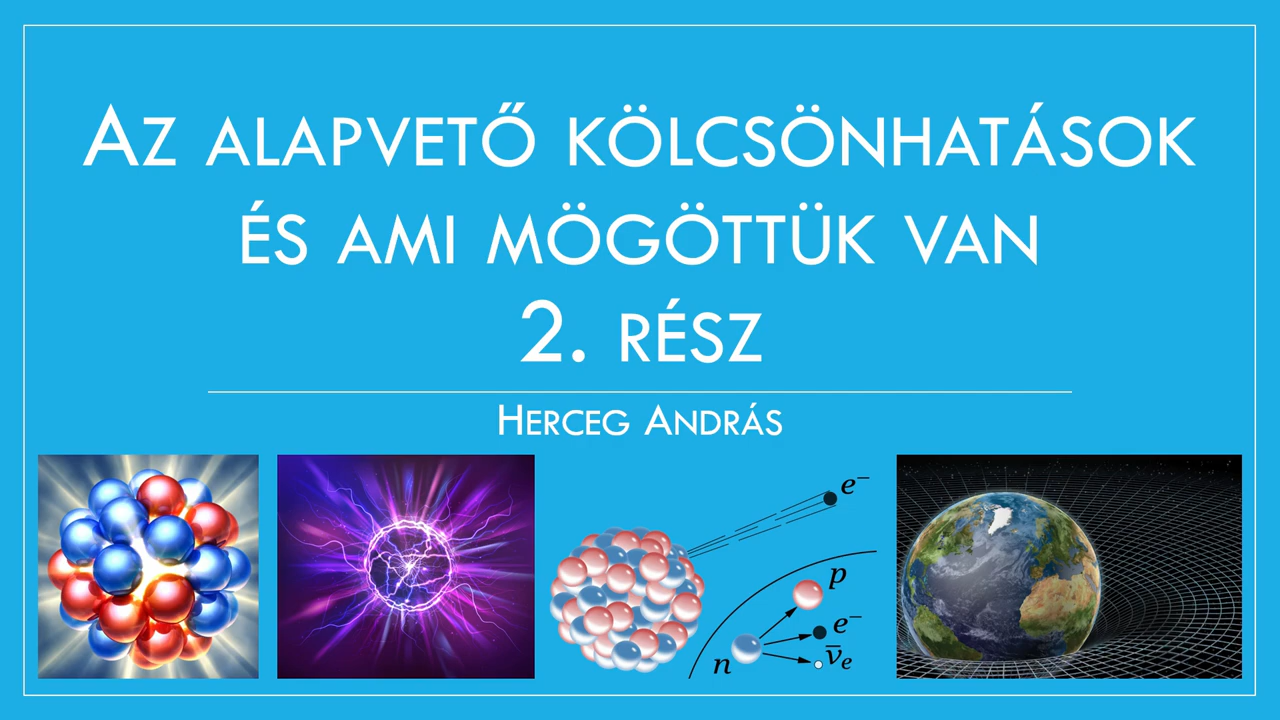 Az alapvető kölcsönhatások
és ami mögöttük van
2. rész
Herceg András
e⁻
p
e⁻
n
ν̅ₑ